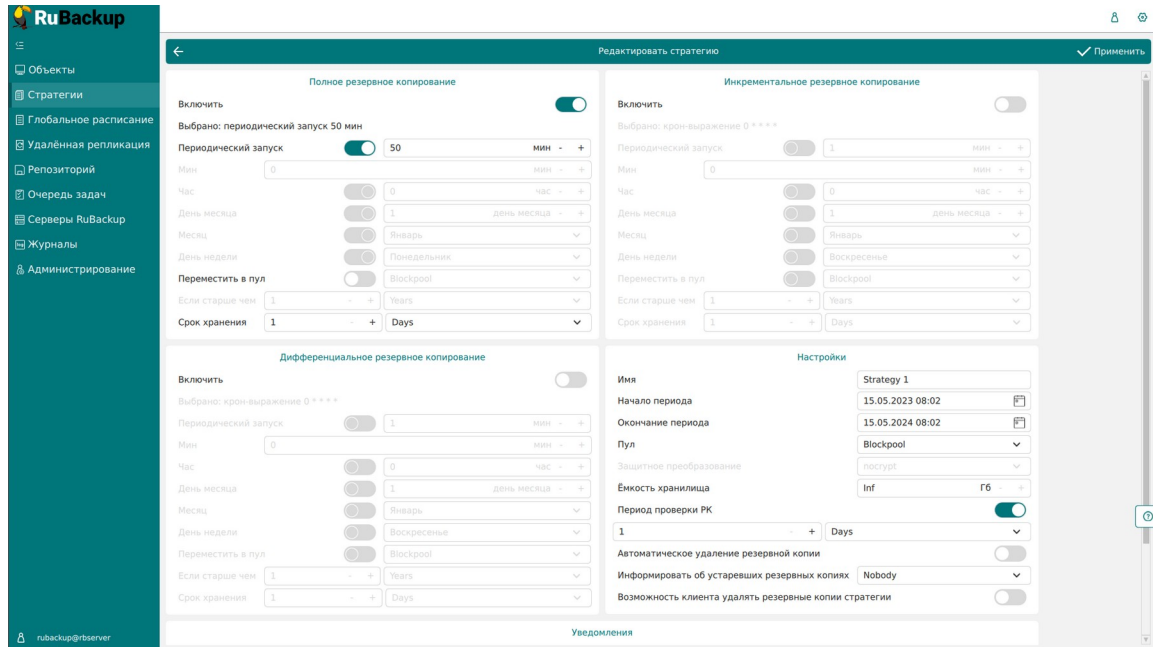 RuBackup
Объекты
Стратегии
Глобальное расписание
Удалённая репликация
Репозиторий
Очередь задач
Серверы RuBackup
Журналы
Администрирование
rubackup@rbserver
Редактировать стратегию
Применить
Полное резервное копирование
Включить
Выбрано: периодический запуск 50 мин
Периодический запуск 50 мин - +
Мин 0 мин - +
Час 0 час - +
День месяца 1 день месяца - +
Месяц Январь
День недели Понедельник
Переместить в пул Blockpool
Если старше чем 1 - + Years
Срок хранения 1 - + Days
Инкрементальное резервное копирование
Включить
Выбрано: крон-выражение 0 * * * *
Периодический запуск 1 мин - +
Мин 0 мин - +
Час 0 час - +
День месяца 1 день месяца - +
Месяц Январь
День недели Воскресенье
Переместить в пул Blockpool
Если старше чем 1 - + Years
Срок хранения 1 - + Days
Дифференциальное резервное копирование
Включить
Выбрано: крон-выражение 0 * * * *
Периодический запуск 1 мин - +
Мин 0 мин - +
Час 0 час - +
День месяца 1 день месяца - +
Месяц Январь
День недели Воскресенье
Переместить в пул Blockpool
Если старше чем 1 - + Years
Срок хранения 1 - + Days
Настройки
Имя Strategy 1
Начало периода 15.05.2023 08:02
Окончание периода 15.05.2024 08:02
Пул Blockpool
Защитное преобразование nocrypt
Ёмкость хранилища Inf Гб - +
Период проверки РК
1 - + Days
Автоматическое удаление резервной копии
Информировать об устаревших резервных копиях Nobody
Возможность клиента удалять резервные копии стратегии
Уведомления